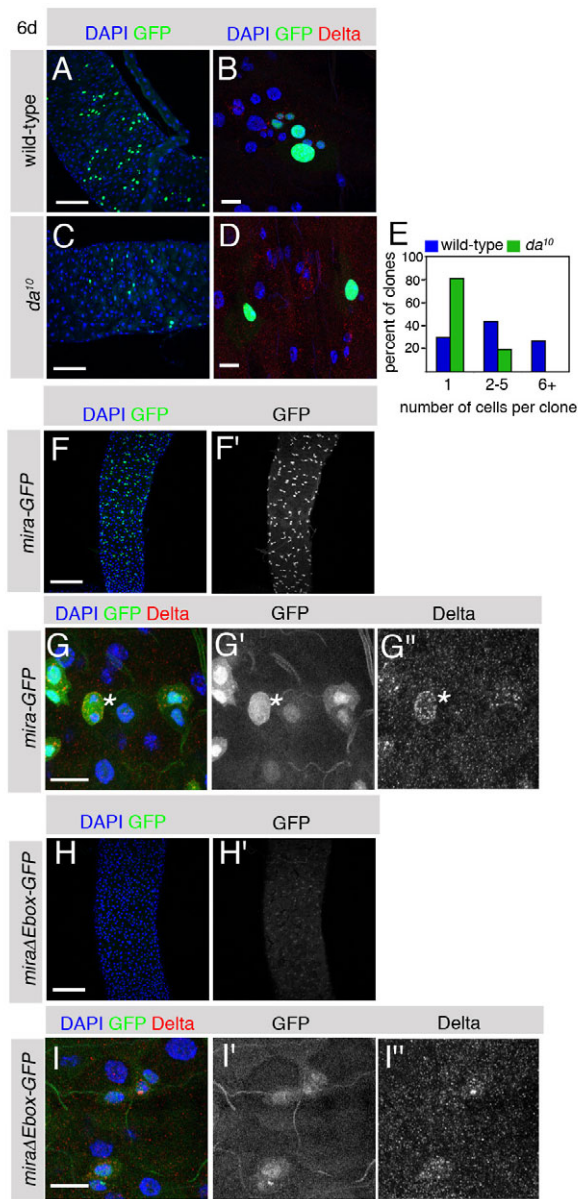 6d
DAPI GFP
DAPI GFP Delta
wild-type
A
B
da¹⁰
C
D
E
wild-type da¹⁰
percent of clones
100
80
60
40
20
1 2-5 6+
number of cells per clone
DAPI GFP
GFP
mira-GFP
F
F'
DAPI GFP Delta
GFP
Delta
mira-GFP
G
*
G'
*
G''
*
DAPI GFP
GFP
miraΔEbox-GFP
H
H'
DAPI GFP Delta
GFP
Delta
miraΔEbox-GFP
I
I'
I''